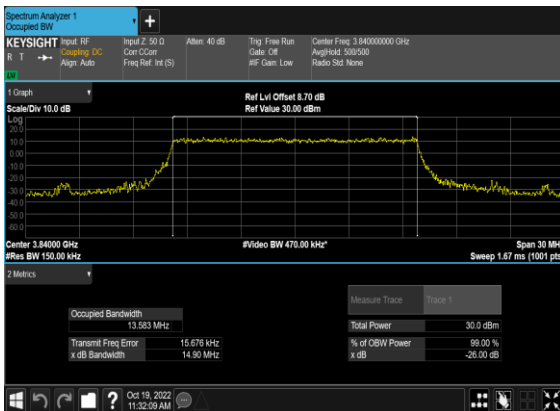 Spectrum Analyzer 1
Occupied BW
KEYSIGHT
R T
LV
Input: RF
Coupling: DC
Align: Auto
Input Z: 50 Ω
Corr CCorr
Freq Ref: Int (S)
Atten: 40 dB
Trig: Free Run
Gate: Off
#IF Gain: Low
Center Freq: 3.840000000 GHz
Avg|Hold: 500/500
Radio Std: None
1 Graph
Scale/Div 10.0 dB
Ref Lvl Offset 8.70 dB
Ref Value 30.00 dBm
Log
20.0
10.0
0.00
-10.0
-20.0
-30.0
-40.0
-50.0
-60.0
Center 3.84000 GHz
#Video BW 470.00 kHz*
Span 30 MH
#Res BW 150.00 kHz
Sweep 1.67 ms (1001 pts
2 Metrics
Measure Trace
Trace 1
Occupied Bandwidth
13.583 MHz
Total Power
30.0 dBm
Transmit Freq Error
15.676 kHz
% of OBW Power
99.00 %
x dB Bandwidth
14.90 MHz
x dB
-26.00 dB
?
Oct 19, 2022
11:32:09 AM